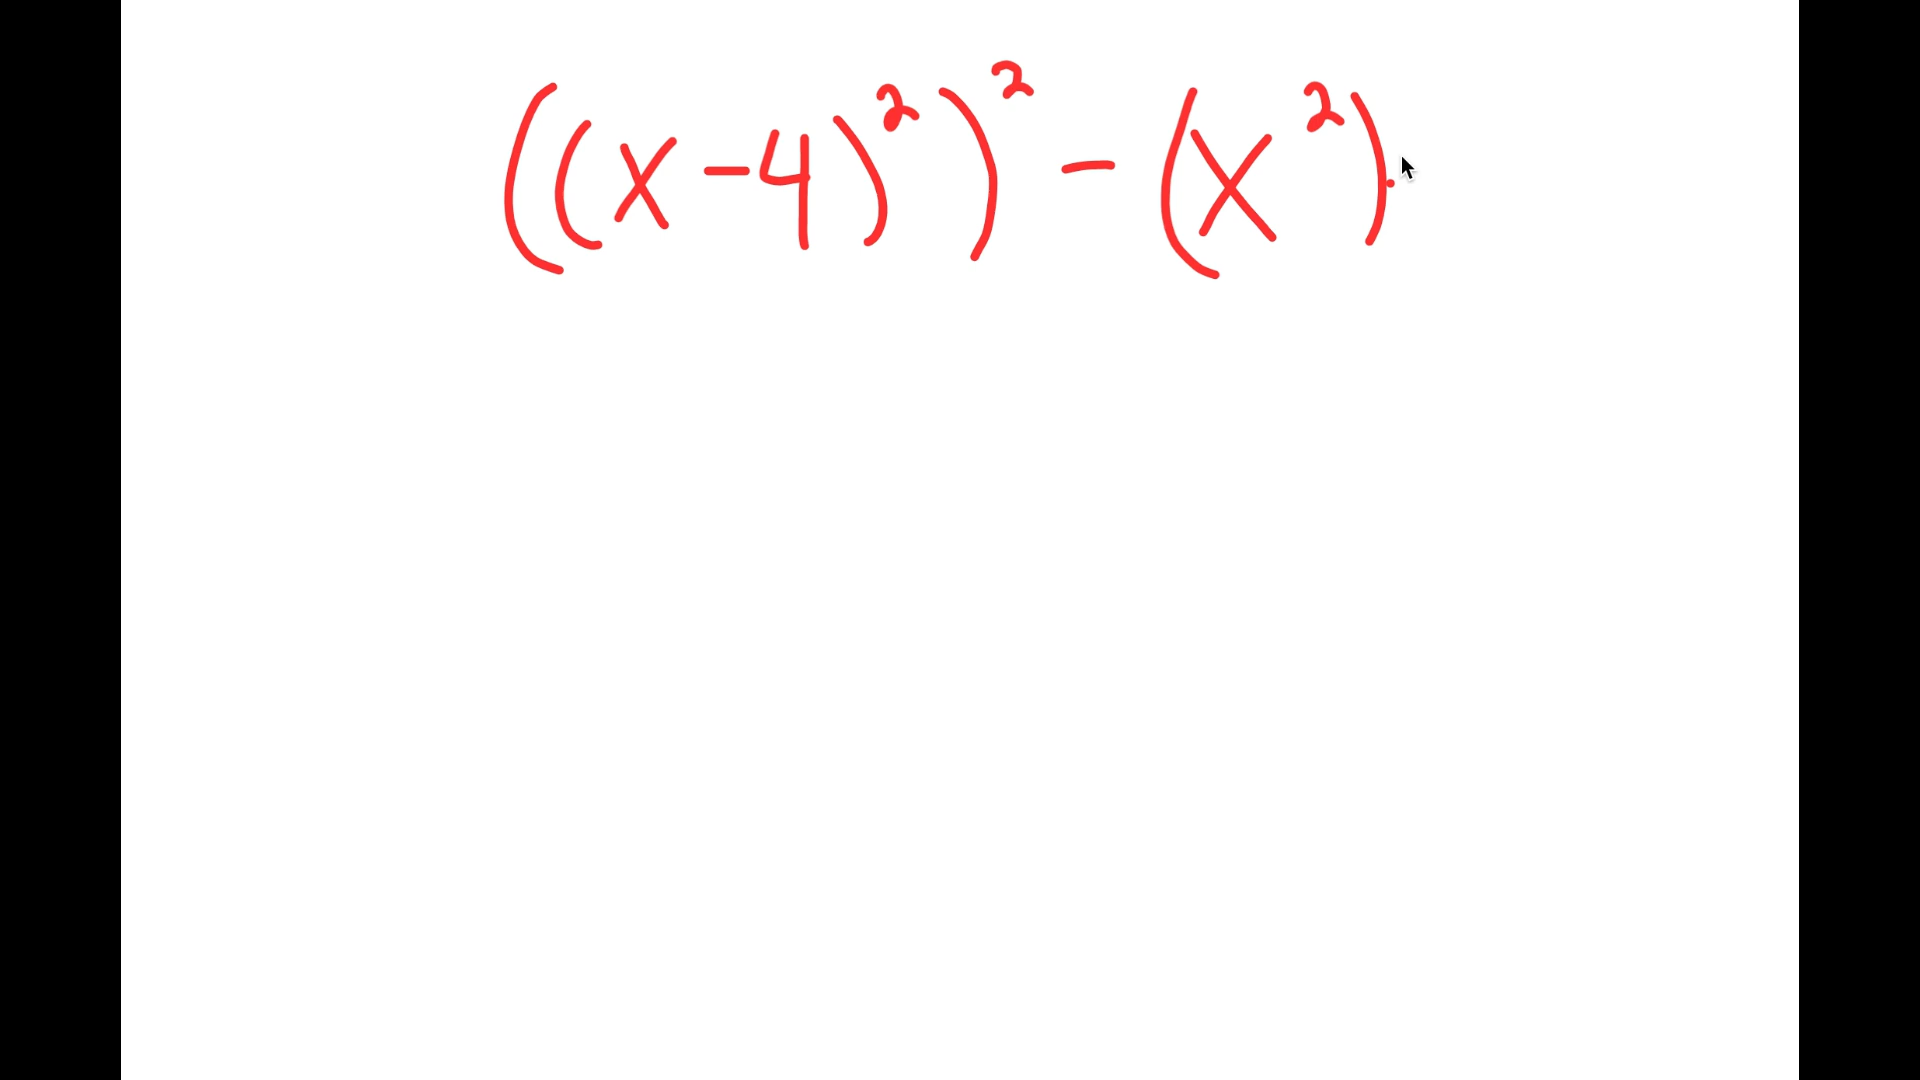 ((x-4)²)² - (x²).